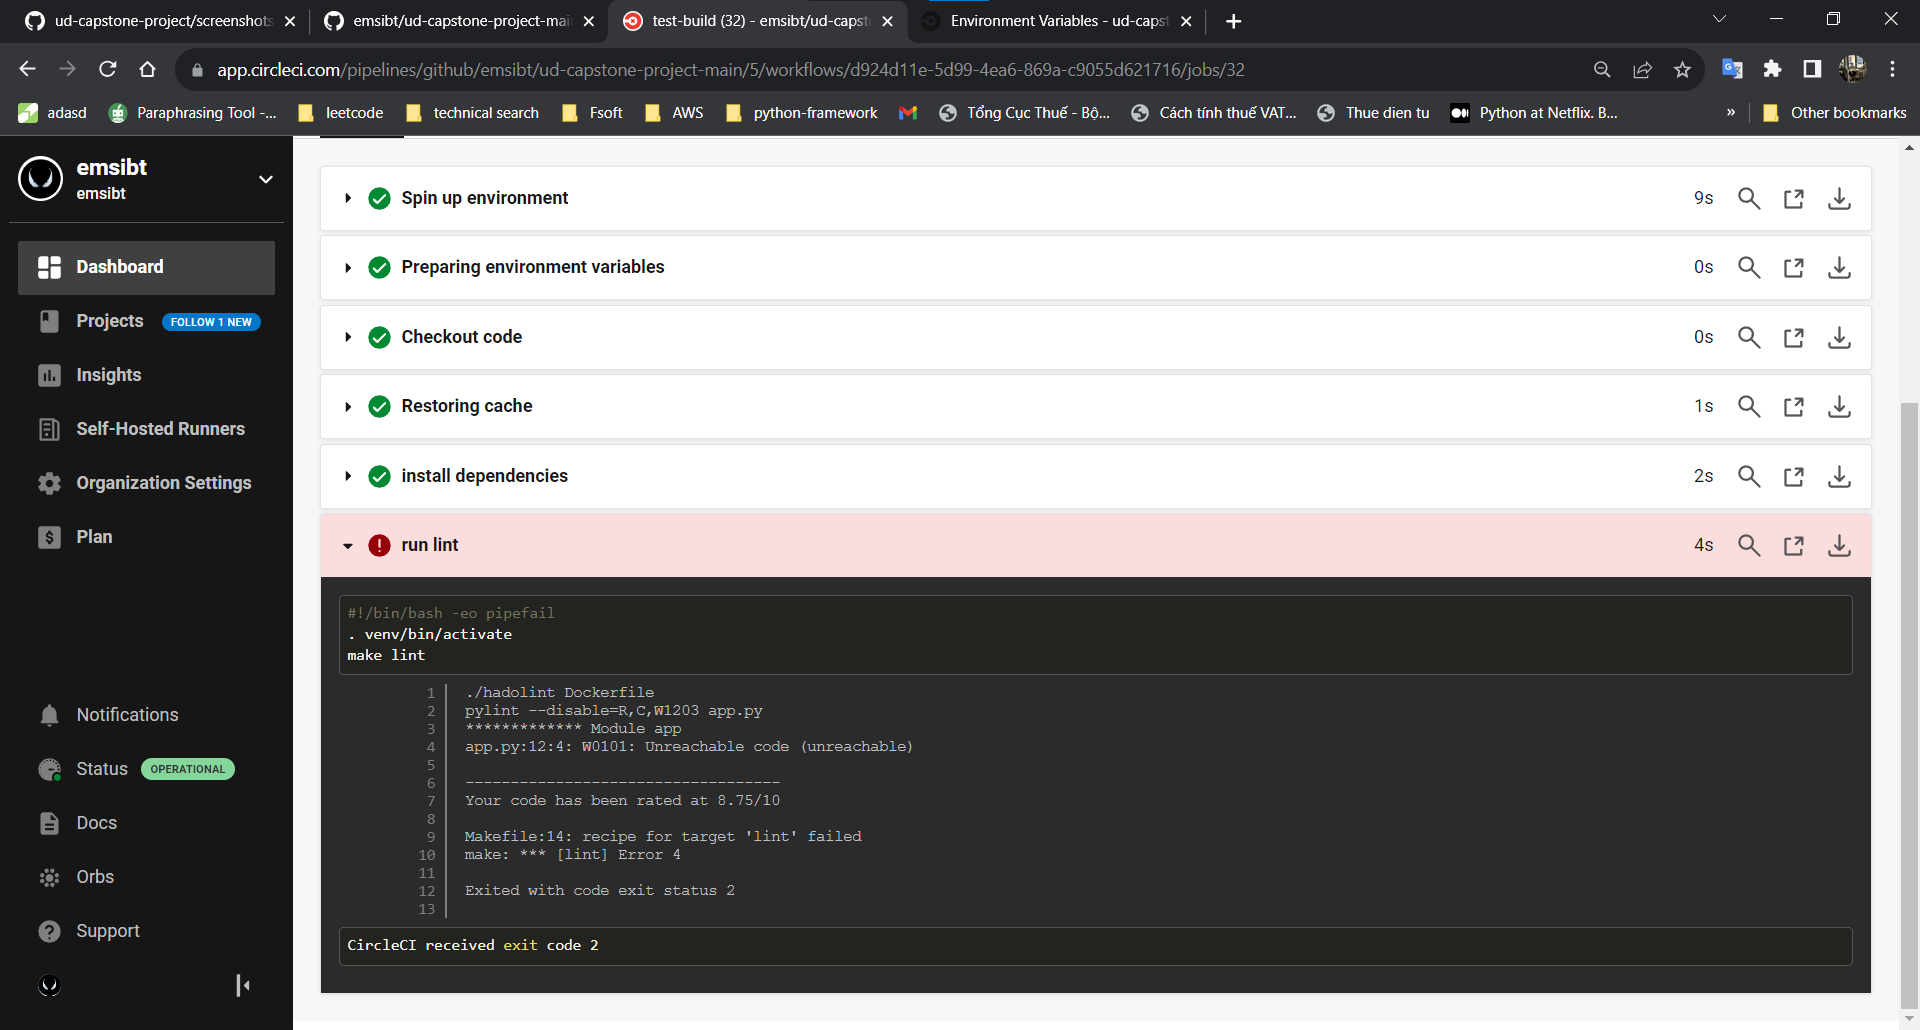 ud-capstone-project/screenshots
emsibt/ud-capstone-project-mai
test-build (32) - emsibt/ud-capst
Environment Variables - ud-capst
app.circleci.com/pipelines/github/emsibt/ud-capstone-project-main/5/workflows/d924d11e-5d99-4ea6-869a-c9055d621716/jobs/32
adasd
Paraphrasing Tool -...
leetcode
technical search
Fsoft
AWS
python-framework
Tổng Cục Thuế - Bộ...
Cách tính thuế VAT...
Thue dien tu
Python at Netflix. B...
»
Other bookmarks
emsibt
emsibt
Dashboard
Projects FOLLOW 1 NEW
Insights
Self-Hosted Runners
Organization Settings
Plan
Notifications
Status OPERATIONAL
Docs
Orbs
Support
Spin up environment 9s
Preparing environment variables 0s
Checkout code 0s
Restoring cache 1s
install dependencies 2s
run lint 4s
#!/bin/bash -eo pipefail
. venv/bin/activate
make lint
1 ./hadolint Dockerfile
2 pylint --disable=R,C,W1203 app.py
3 ************* Module app
4 app.py:12:4: W0101: Unreachable code (unreachable)
5
6 -----------------------------------
7 Your code has been rated at 8.75/10
8
9 Makefile:14: recipe for target 'lint' failed
10 make: *** [lint] Error 4
11
12 Exited with code exit status 2
13
CircleCI received exit code 2